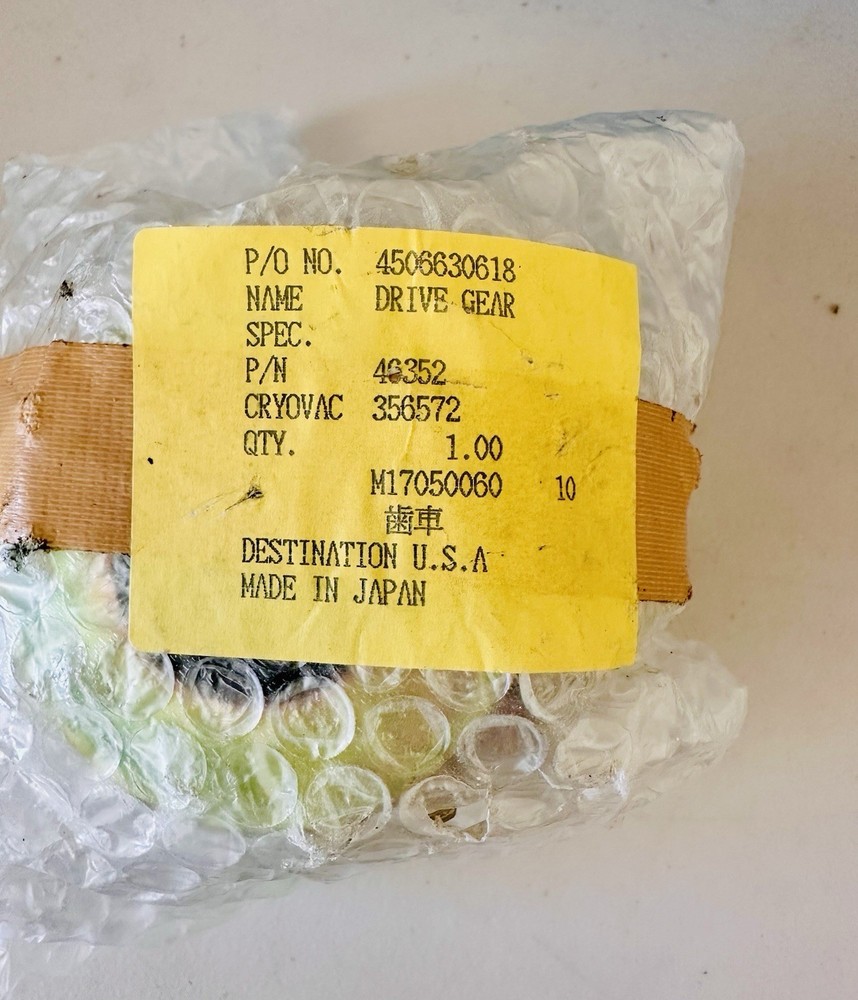 P/O NO. 4506630618
NAME DRIVE GEAR
SPEC.
P/N 46352
CRYOVAC 356572
QTY. 1.00
M17050060 10
歯車
DESTINATION U.S.A
MADE IN JAPAN